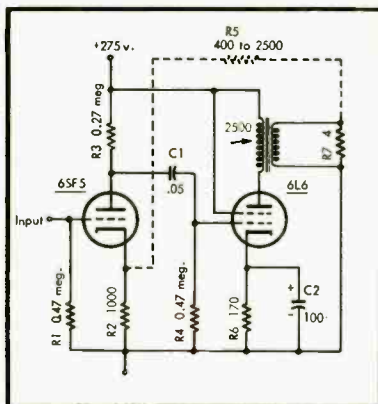 R5
400 to 2500
+275 v.
R3 0.27 meg.
C1
.05
2500
R7 4
6SF5
6L6
Input
R1 0.47 meg.
R2 1000
R4 0.47 meg.
R6 170
+
-
C2
100